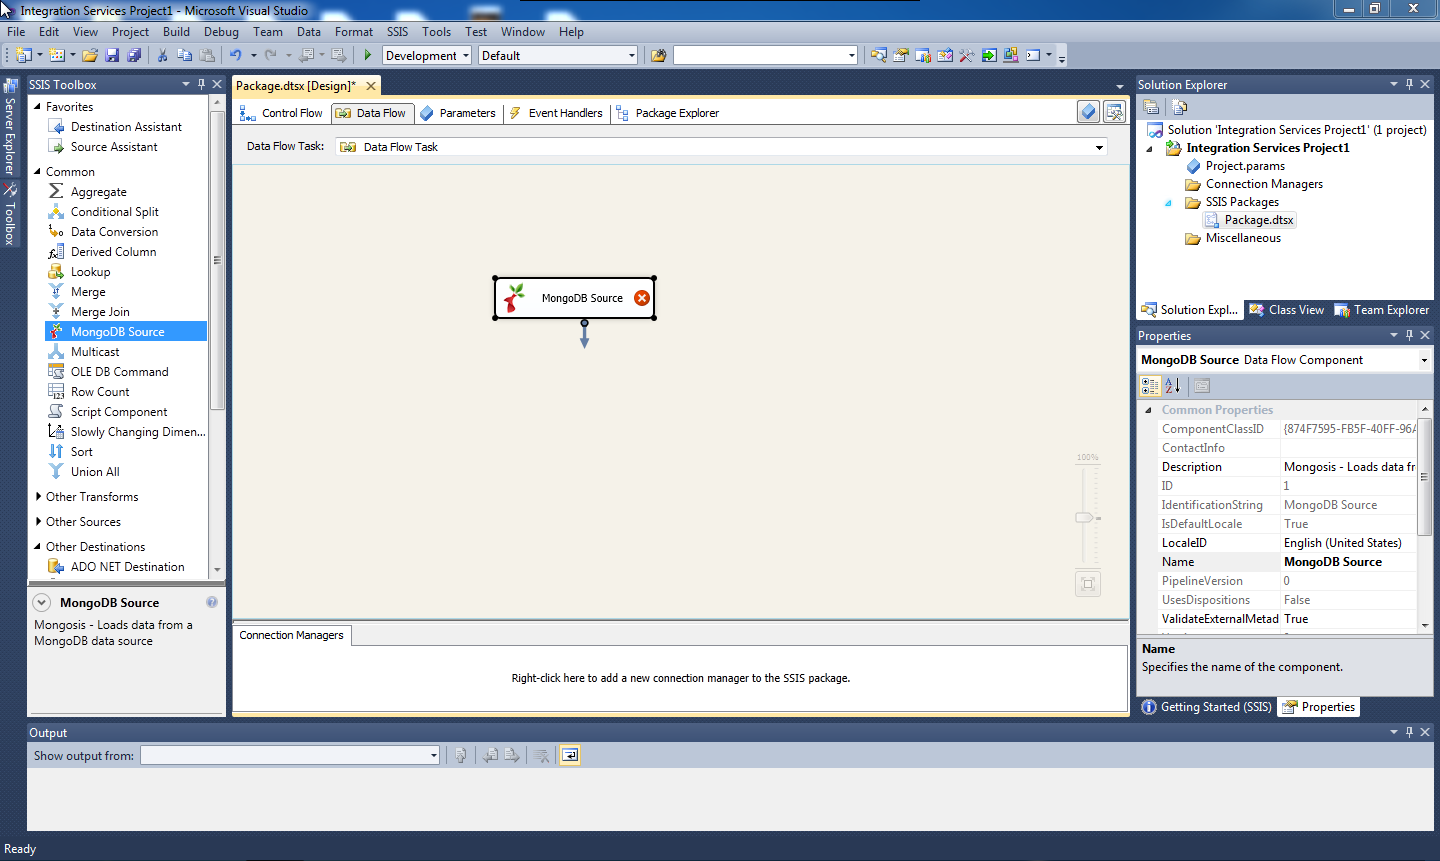 Integration Services Project1 - Microsoft Visual Studio
File Edit View Project Build Debug Team Data Format SSIS Tools Test Window Help
Development Default
Server Explorer
Toolbox
SSIS Toolbox
Favorites
Destination Assistant
Source Assistant
Common
Aggregate
Conditional Split
Data Conversion
Derived Column
Lookup
Merge
Merge Join
MongoDB Source
Multicast
OLE DB Command
Row Count
Script Component
Slowly Changing Dimen...
Sort
Union All
Other Transforms
Other Sources
Other Destinations
ADO NET Destination
MongoDB Source
Mongosis - Loads data from a
MongoDB data source
Package.dtsx [Design]*
Control Flow Data Flow Parameters Event Handlers Package Explorer
Data Flow Task: Data Flow Task
MongoDB Source
100%
Connection Managers
Right-click here to add a new connection manager to the SSIS package.
Solution Explorer
Solution 'Integration Services Project1' (1 project)
Integration Services Project1
Project.params
Connection Managers
SSIS Packages
Package.dtsx
Miscellaneous
Solution Expl... Class View Team Explorer
Properties
MongoDB Source Data Flow Component
Common Properties
ComponentClassID {874F7595-FB5F-40FF-96A
ContactInfo
Description Mongosis - Loads data fr
ID 1
IdentificationString MongoDB Source
IsDefaultLocale True
LocaleID English (United States)
Name MongoDB Source
PipelineVersion 0
UsesDispositions False
ValidateExternalMetad True
Name
Specifies the name of the component.
Getting Started (SSIS) Properties
Output
Show output from:
Ready